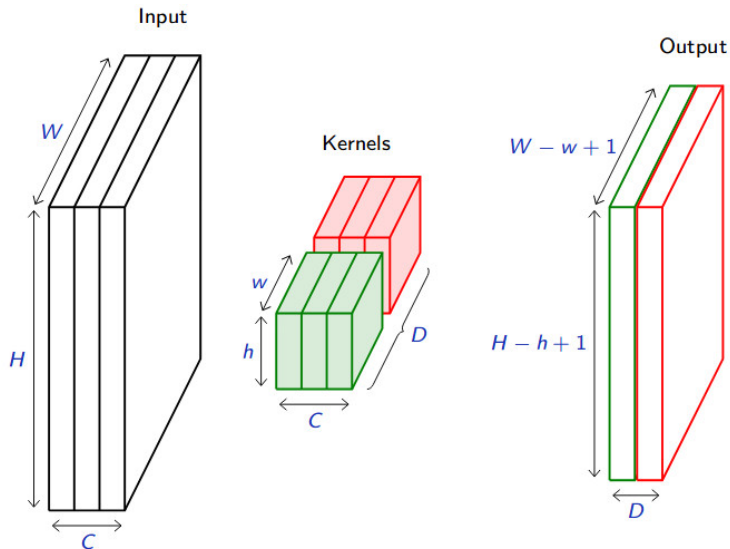 Input
W
H
C
Kernels
w
h
C
D
Output
W − w + 1
H − h + 1
D